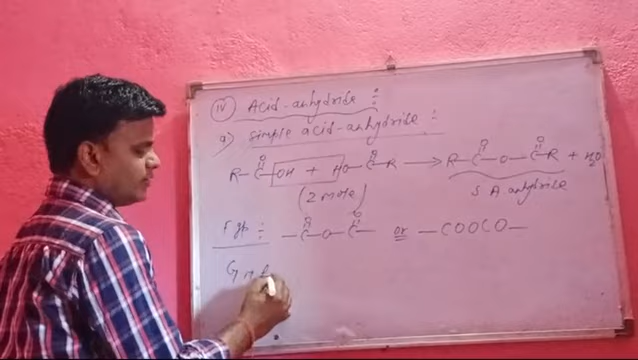 (IV) Acid-anhydride :
a) Simple acid-anhydride :
R-C(=O)-OH + HO-C(=O)-R → R-C(=O)-O-C(=O)-R + H2O
(2 mole) S A anhydride
F gp : -C(=O)-O-C(=O)- or -COOCO-
G